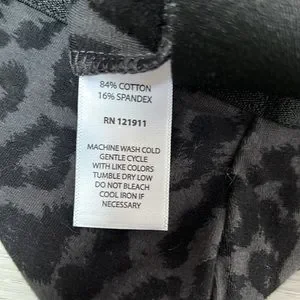 84% COTTON
16% SPANDEX
RN 121911
MACHINE WASH COLD
GENTLE CYCLE
WITH LIKE COLORS
TUMBLE DRY LOW
DO NOT BLEACH
COOL IRON IF
NECESSARY